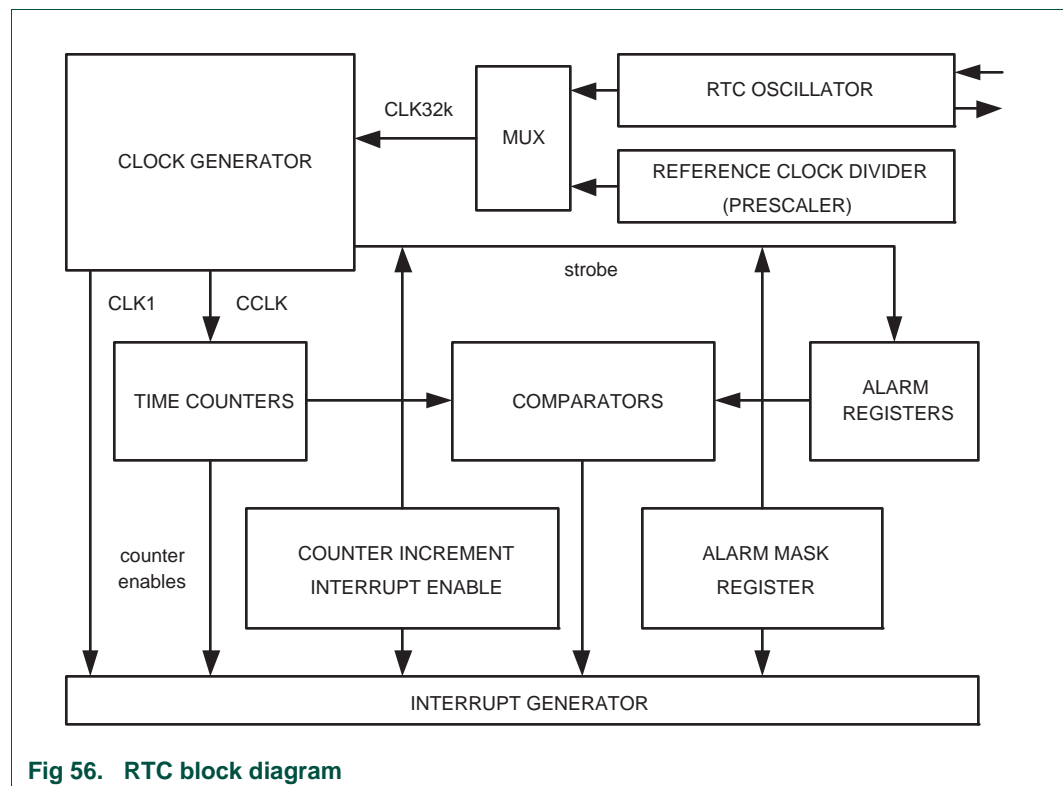 RTC OSCILLATOR
CLK32k
MUX
CLOCK GENERATOR
REFERENCE CLOCK DIVIDER
(PRESCALER)
strobe
CLK1
CCLK
TIME COUNTERS
COMPARATORS
ALARM
REGISTERS
counter
enables
COUNTER INCREMENT
INTERRUPT ENABLE
ALARM MASK
REGISTER
INTERRUPT GENERATOR
Fig 56. RTC block diagram